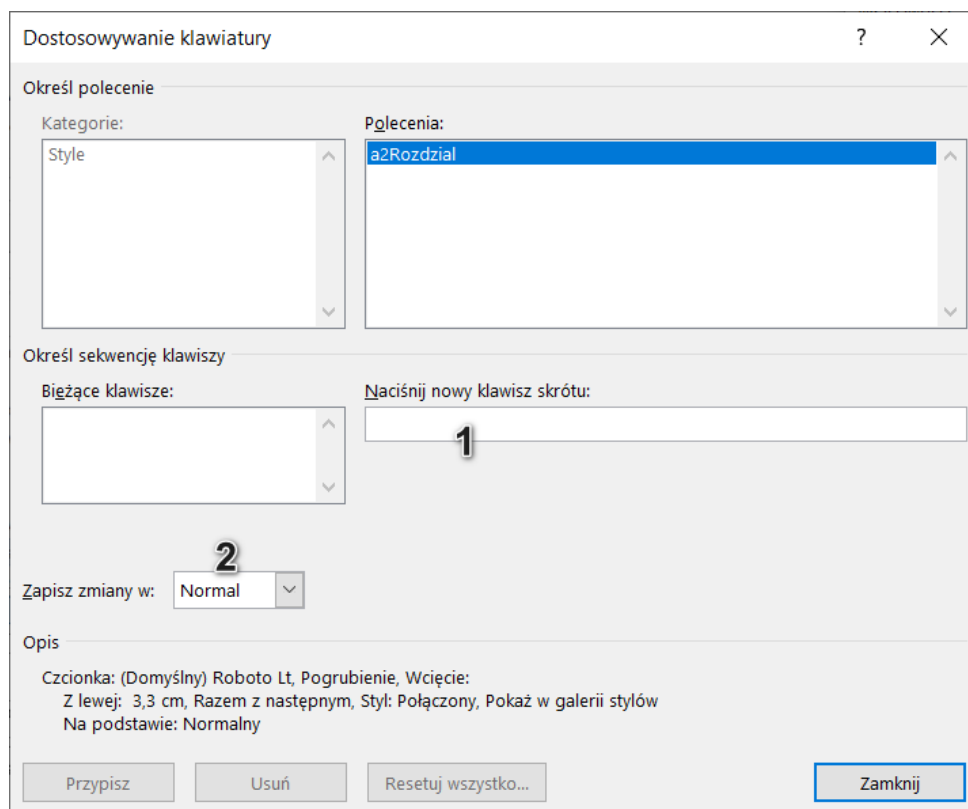 Dostosowywanie klawiatury
?
Określ polecenie
Kategorie:
Polecenia:
Style
a2Rozdzial
Określ sekwencję klawiszy
Bieżące klawisze:
Naciśnij nowy klawisz skrótu:
1
2
Zapisz zmiany w:
Normal
Opis
Czcionka: (Domyślny) Roboto Lt, Pogrubienie, Wcięcie:
Z lewej:  3,3 cm, Razem z następnym, Styl: Połączony, Pokaż w galerii stylów
Na podstawie: Normalny
Przypisz
Usuń
Resetuj wszystko...
Zamknij